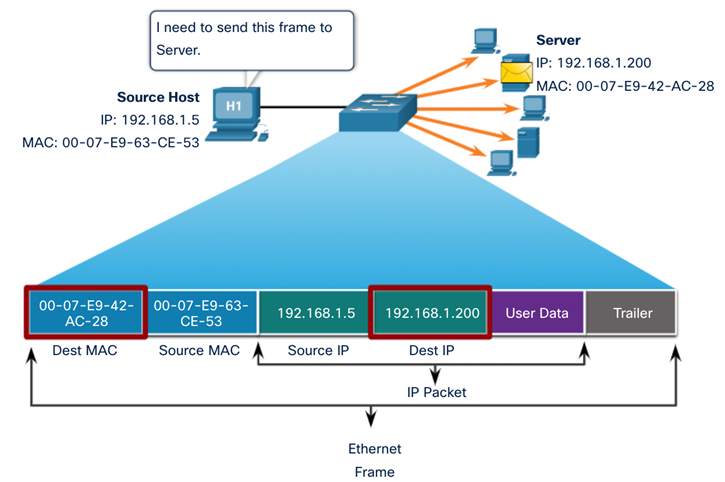 I need to send this frame to
Server.
Server
IP: 192.168.1.200
MAC: 00-07-E9-42-AC-28
Source Host
IP: 192.168.1.5
MAC: 00-07-E9-63-CE-53
H1
00-07-E9-42-
AC-28
00-07-E9-63-
CE-53
192.168.1.5
192.168.1.200
User Data
Trailer
Dest MAC
Source MAC
Source IP
Dest IP
IP Packet
Ethernet
Frame